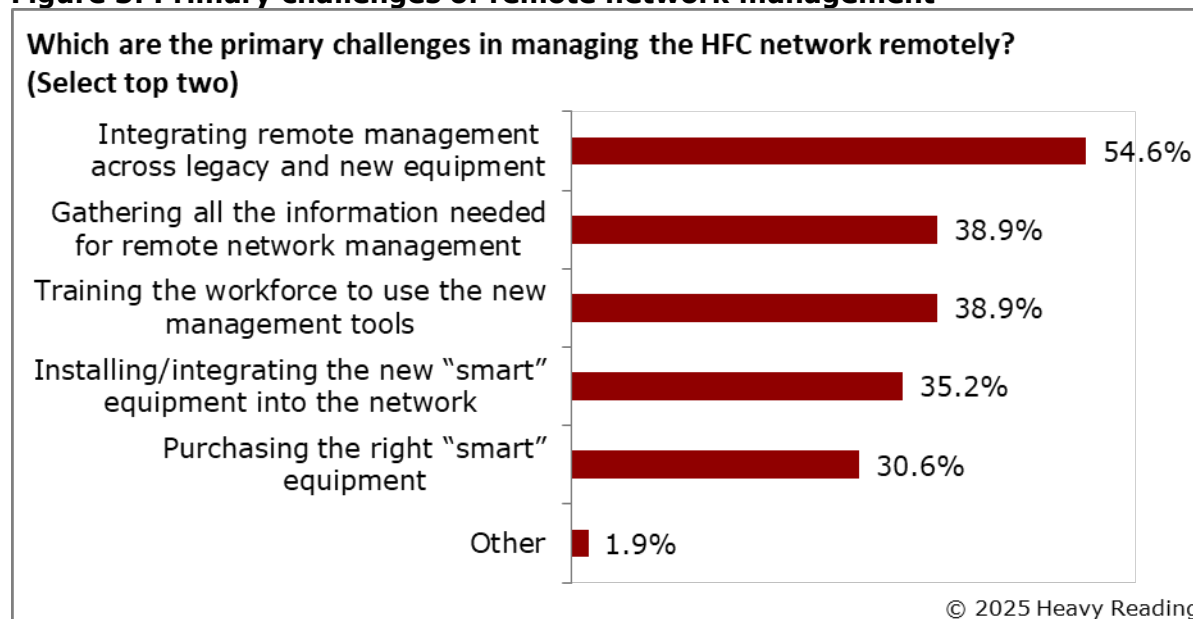 Which are the primary challenges in managing the HFC network remotely?
(Select top two)
Integrating remote management
across legacy and new equipment
54.6%
Gathering all the information needed
for remote network management
38.9%
Training the workforce to use the new
management tools
38.9%
Installing/integrating the new “smart”
equipment into the network
35.2%
Purchasing the right “smart”
equipment
30.6%
Other
1.9%
© 2025 Heavy Reading